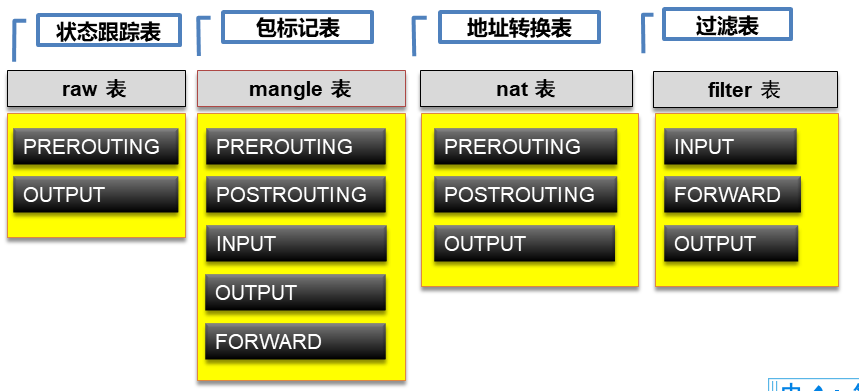 状态跟踪表
包标记表
地址转换表
过滤表
raw 表
mangle 表
nat 表
filter 表
PREROUTING
OUTPUT
PREROUTING
POSTROUTING
INPUT
OUTPUT
FORWARD
PREROUTING
POSTROUTING
OUTPUT
INPUT
FORWARD
OUTPUT